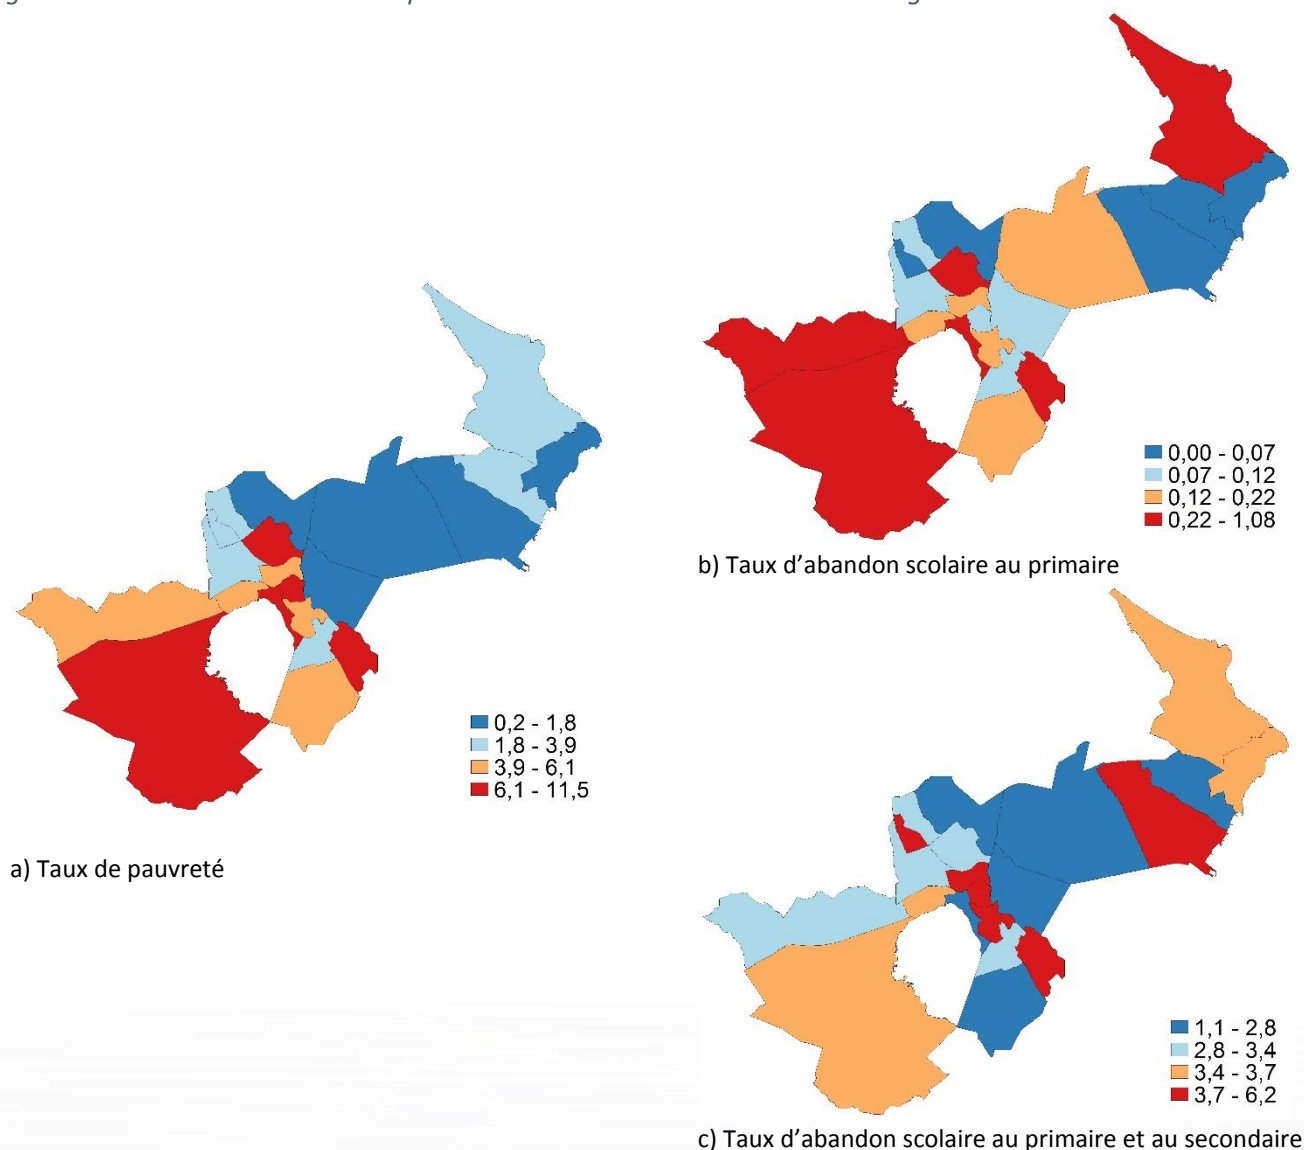 0,00 - 0,07
0,07 - 0,12
0,12 - 0,22
0,22 - 1,08
b) Taux d'abandon scolaire au primaire
0,2 - 1,8
1,8 - 3,9
3,9 - 6,1
6,1 - 11,5
a) Taux de pauvreté
1,1 - 2,8
2,8 - 3,4
3,4 - 3,7
3,7 - 6,2
c) Taux d'abandon scolaire au primaire et au secondaire